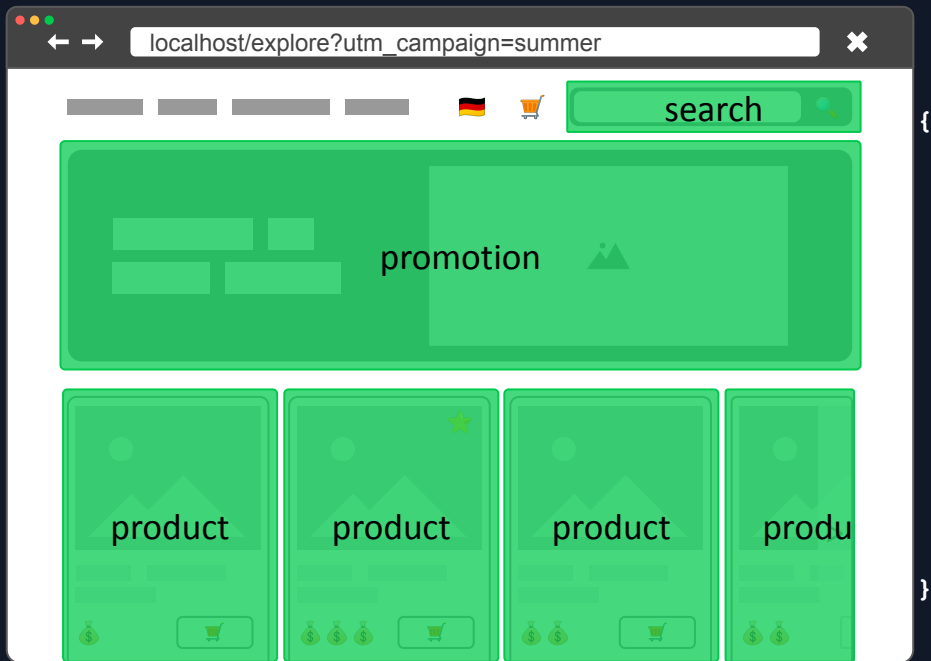 localhost/explore?utm_campaign=summer
search
{
promotion
product product product produ
}